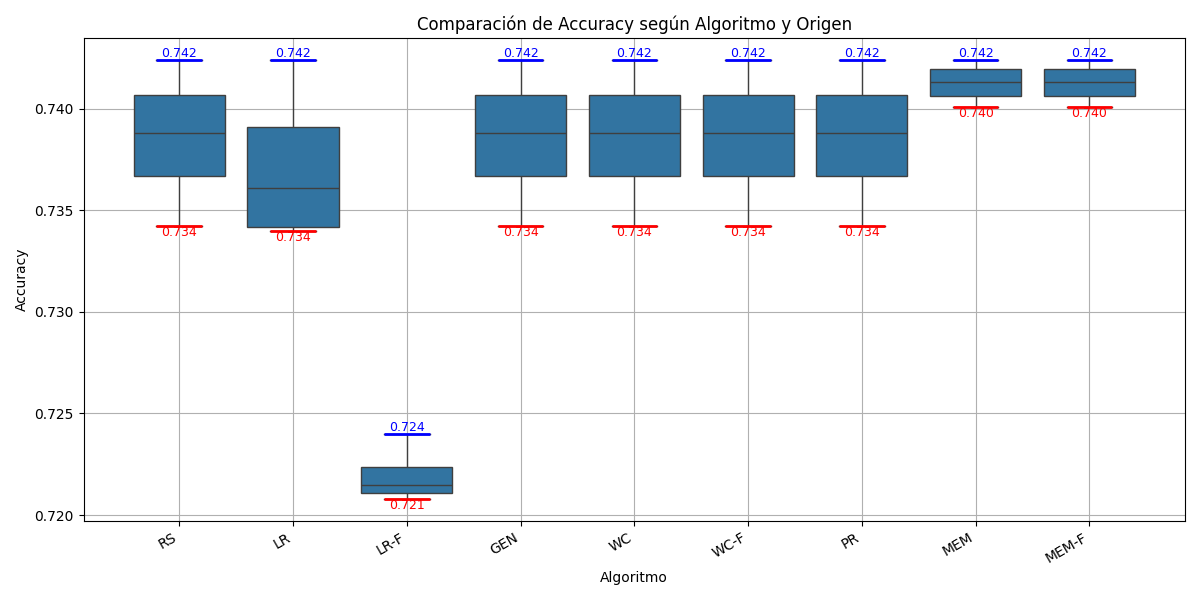 Comparación de Accuracy según Algoritmo y Origen
0.742 0.742 0.742 0.742 0.742 0.742 0.742 0.742
0.740
0.740 0.740
0.735
0.734 0.734 0.734 0.734 0.734 0.734
0.730
0.725
0.724
0.721
0.720
Accuracy
RS LR LR-F GEN WC WC-F PR MEM MEM-F
Algoritmo